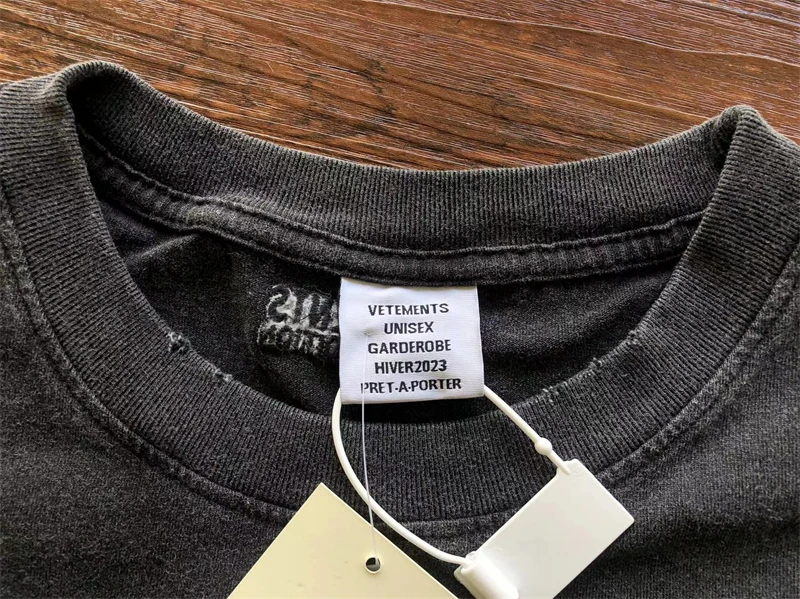 VETEMENTS
UNISEX
GARDEROBE
HIVER2023
PRET-A-PORTER